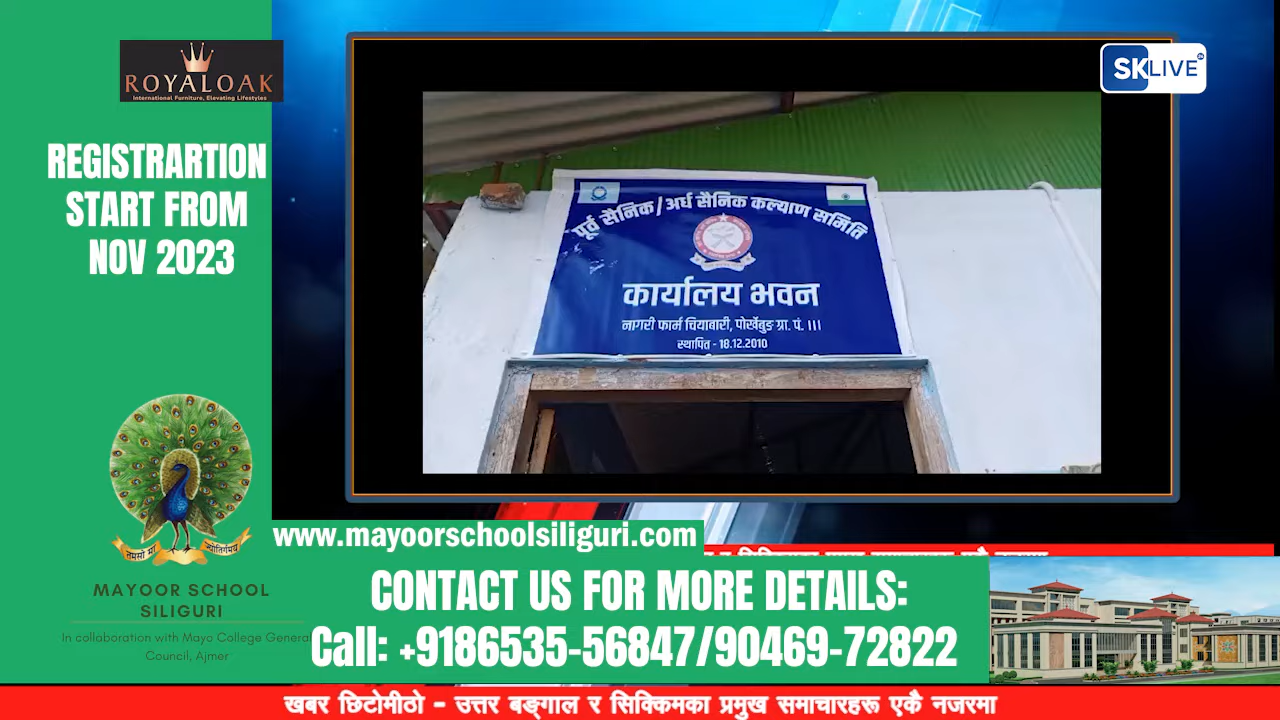 ROYALOAK
International Furniture, Elevating Lifestyles
REGISTRARTION
START FROM
NOV 2023
SKLIVE
पूर्व सैनिक/अर्ध सैनिक कल्याण समिति
कार्यालय भवन
नागरी फार्म चियाबारी, पोर्खेबुङ ग्रा. पं. III
स्थापित - 18.12.2010
तमसो मा ज्योतिर्गमय
MAYOOR SCHOOL
SILIGURI
In collaboration with Mayo College General
Council, Ajmer
www.mayoorschoolsiliguri.com
CONTACT US FOR MORE DETAILS:
Call: +9186535-56847/90469-72822
खबर छिटोमीठो - उत्तर बङ्गाल र सिक्किमका प्रमुख समाचारहरू एकै नजरमा